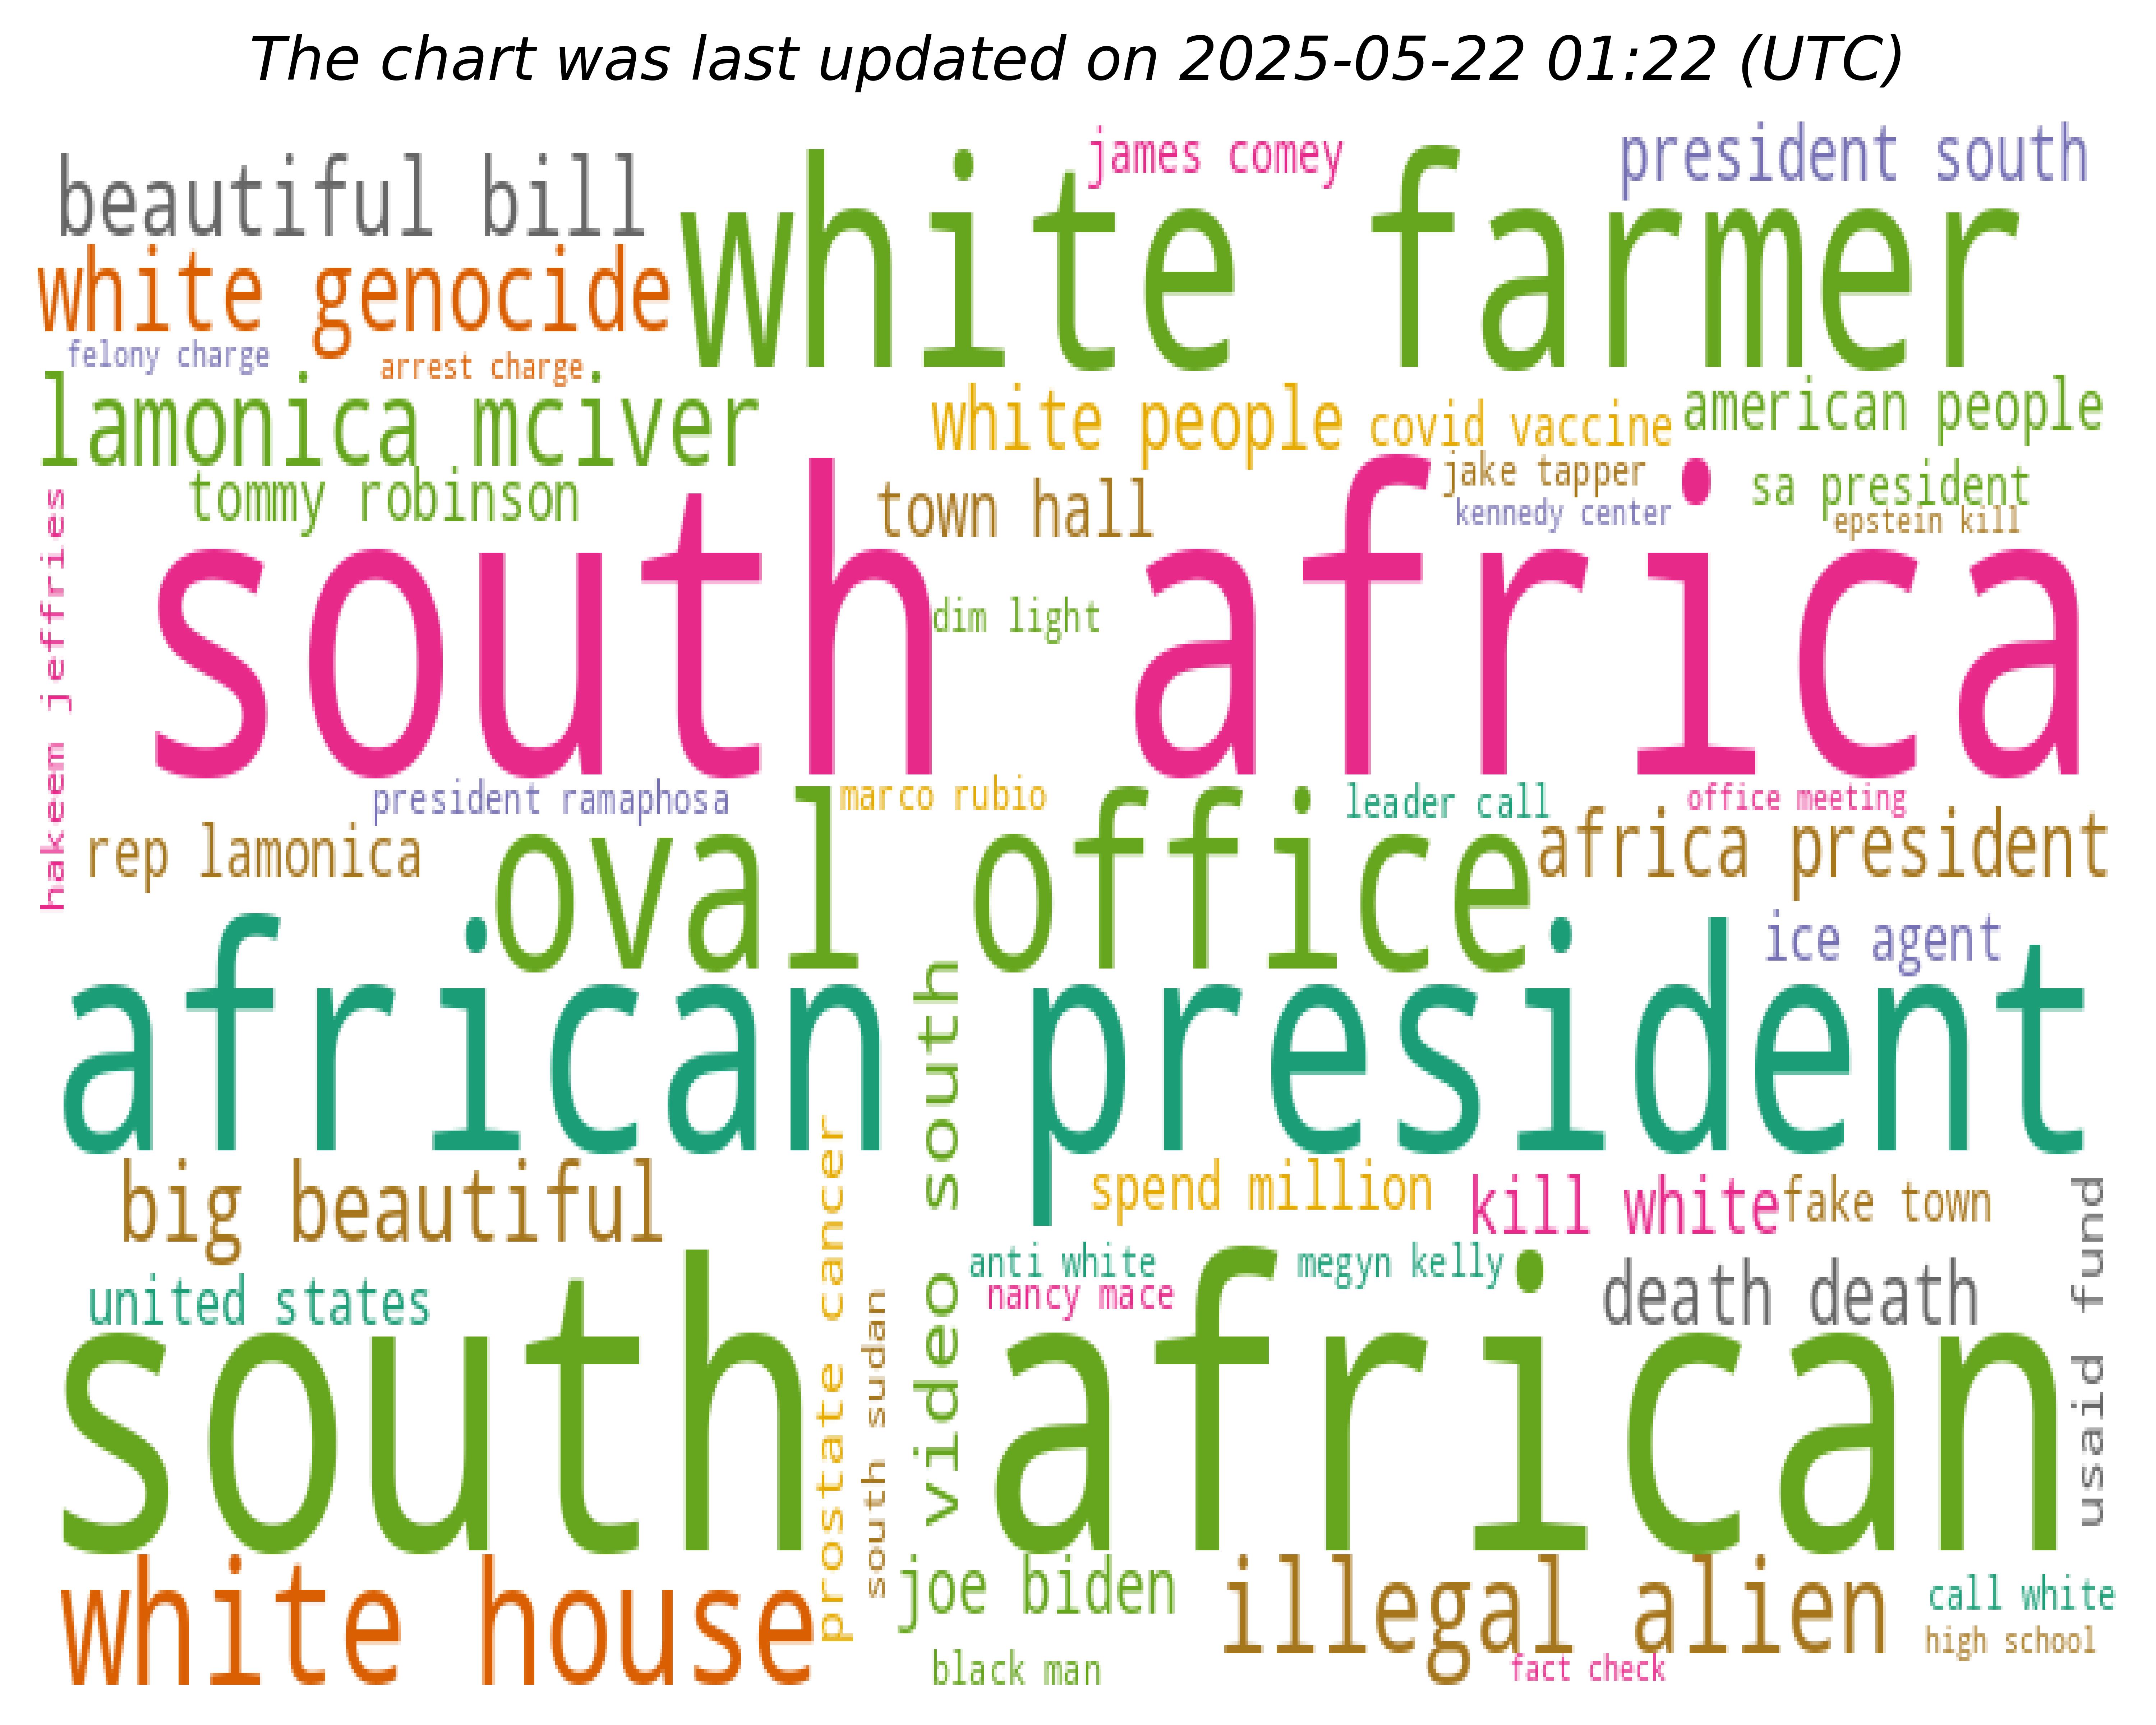 The chart was last updated on 2025-05-22 01:22 (UTC)
james comey
president south
beautiful bill
white farmer
white genocide
felony charge
arrest charge
lamonica mciver
white people
covid vaccine
american people
tommy robinson
town hall
jake tapper
sa president
kennedy center
epstein kill
hakeem jeffries
south africa
dim light
president ramaphosa
marco rubio
leader call
office meeting
rep lamonica
oval office
africa president
ice agent
african president
video south
big beautiful
prostate cancer
spend million
kill white
fake town
usaid fund
united states
anti white
megyn kelly
nancy mace
death death
south sudan
south african
white house
joe biden
illegal alien
call white
high school
black man
fact check